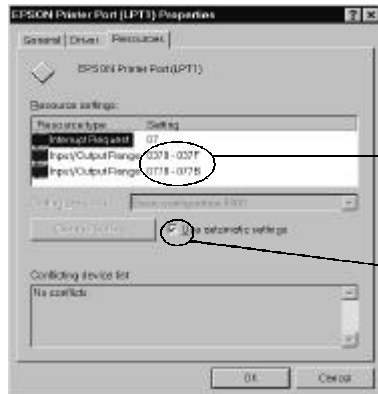 EPSON Printer Port (LPT1) Properties
General Driver Resources
EPSON Printer Port (LPT1)
Resource settings:
Resource type Setting
Interrupt Request 07
Input/Output Range 0378 - 037F
Input/Output Range 0778 - 077B
Use automatic settings
Conflicting device list:
No conflicts.
OK Cancel